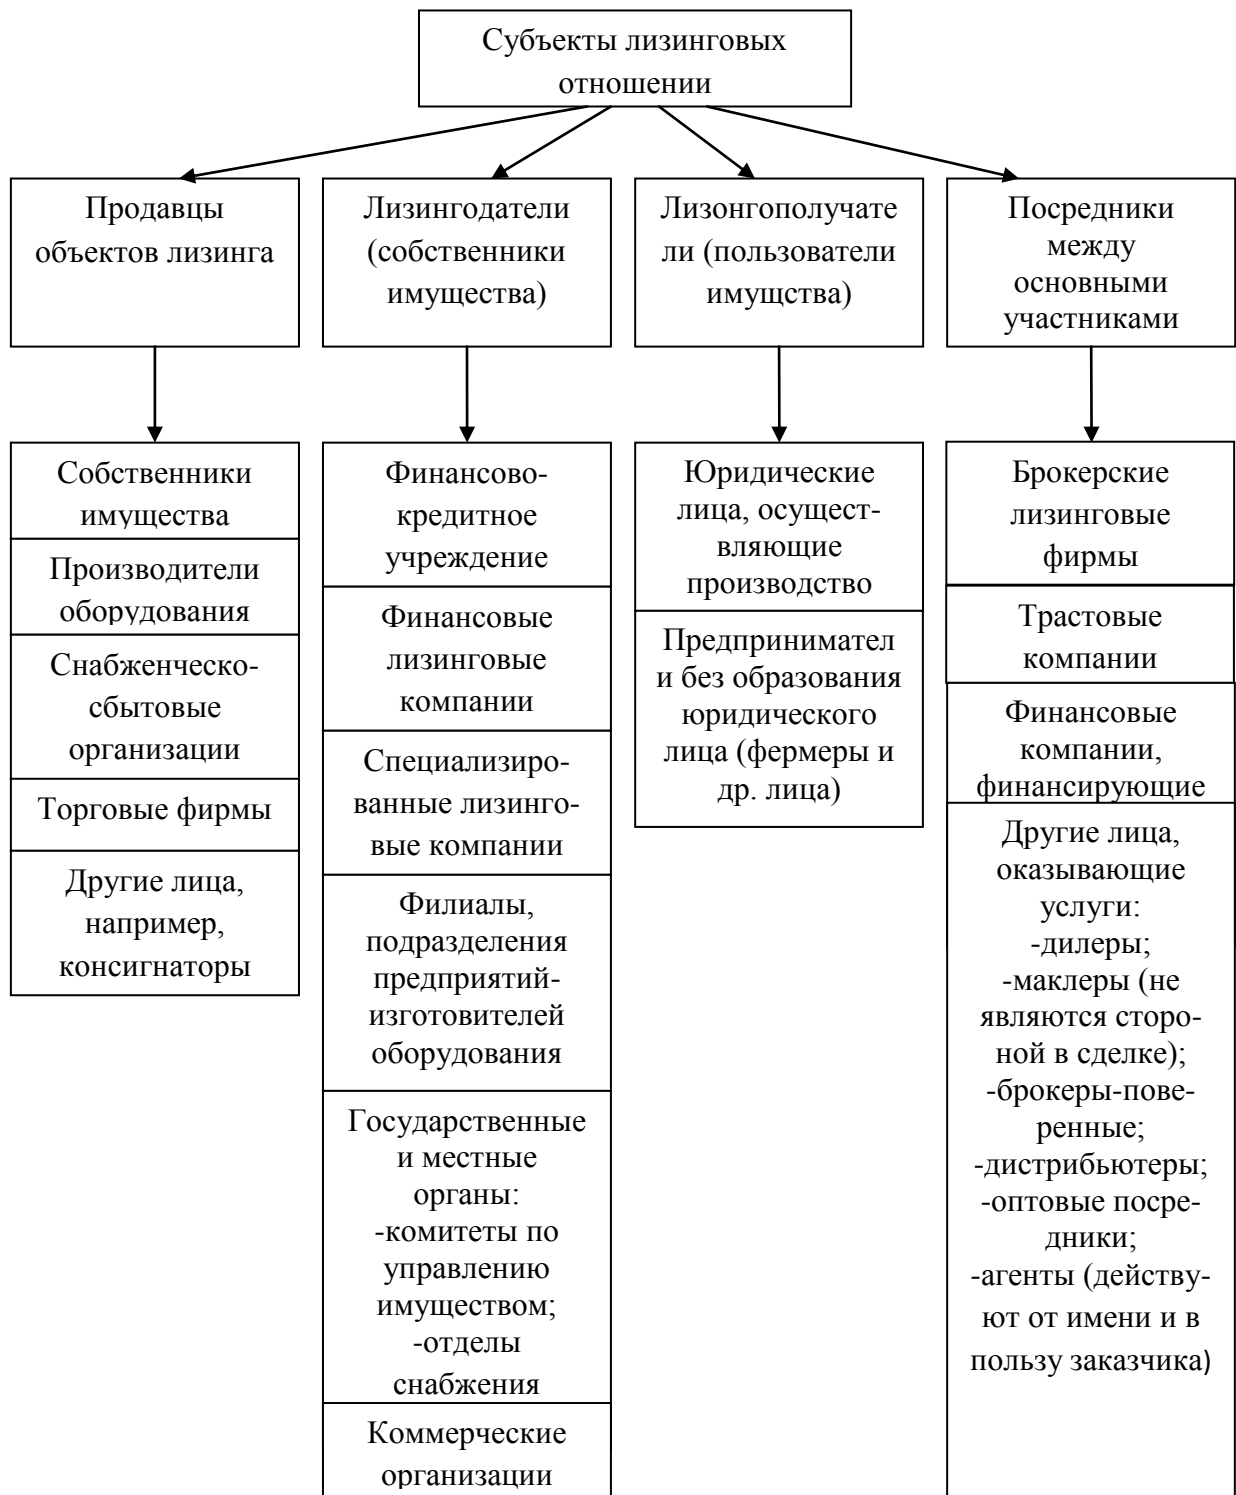 Субъекты лизинговых
отношении
Продавцы
объектов лизинга
Лизингодатели
(собственники
имущества)
Лизонгополучате
ли (пользователи
имущства)
Посредники
между
основными
участниками
Собственники
имущества
Производители
оборудования
Снабженческо-
сбытовые
организации
Торговые фирмы
Другие лица,
например,
консигнаторы
Финансово-
кредитное
учреждение
Финансовые
лизинговые
компании
Специализиро-
ванные лизинго-
вые компании
Филиалы,
подразделения
предприятий-
изготовителей
оборудования
Государственные
и местные
органы:
-комитеты по
управлению
имуществом;
-отделы
снабжения
Коммерческие
организации
Юридические
лица, осущест-
вляющие
производство
Предпринимател
и без образования
юридического
лица (фермеры и
др. лица)
Брокерские
лизинговые
фирмы
Трастовые
компании
Финансовые
компании,
финансирующие
Другие лица,
оказывающие
услуги:
-дилеры;
-маклеры (не
являются сторо-
ной в сделке);
-брокеры-пове-
ренные;
-дистрибьютеры;
-оптовые посре-
дники;
-агенты (действу-
ют от имени и в
пользу заказчика)